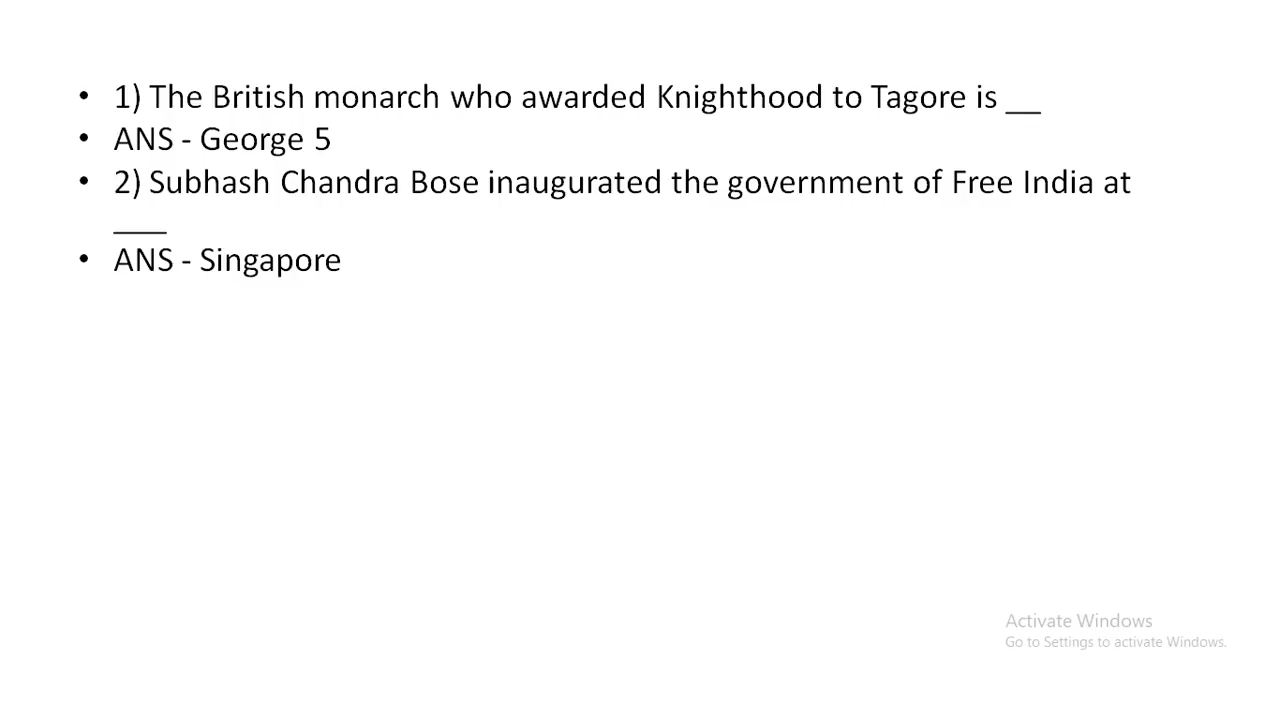 • 1) The British monarch who awarded Knighthood to Tagore is __
• ANS - George 5
• 2) Subhash Chandra Bose inaugurated the government of Free India at
___
• ANS - Singapore
Activate Windows
Go to Settings to activate Windows.